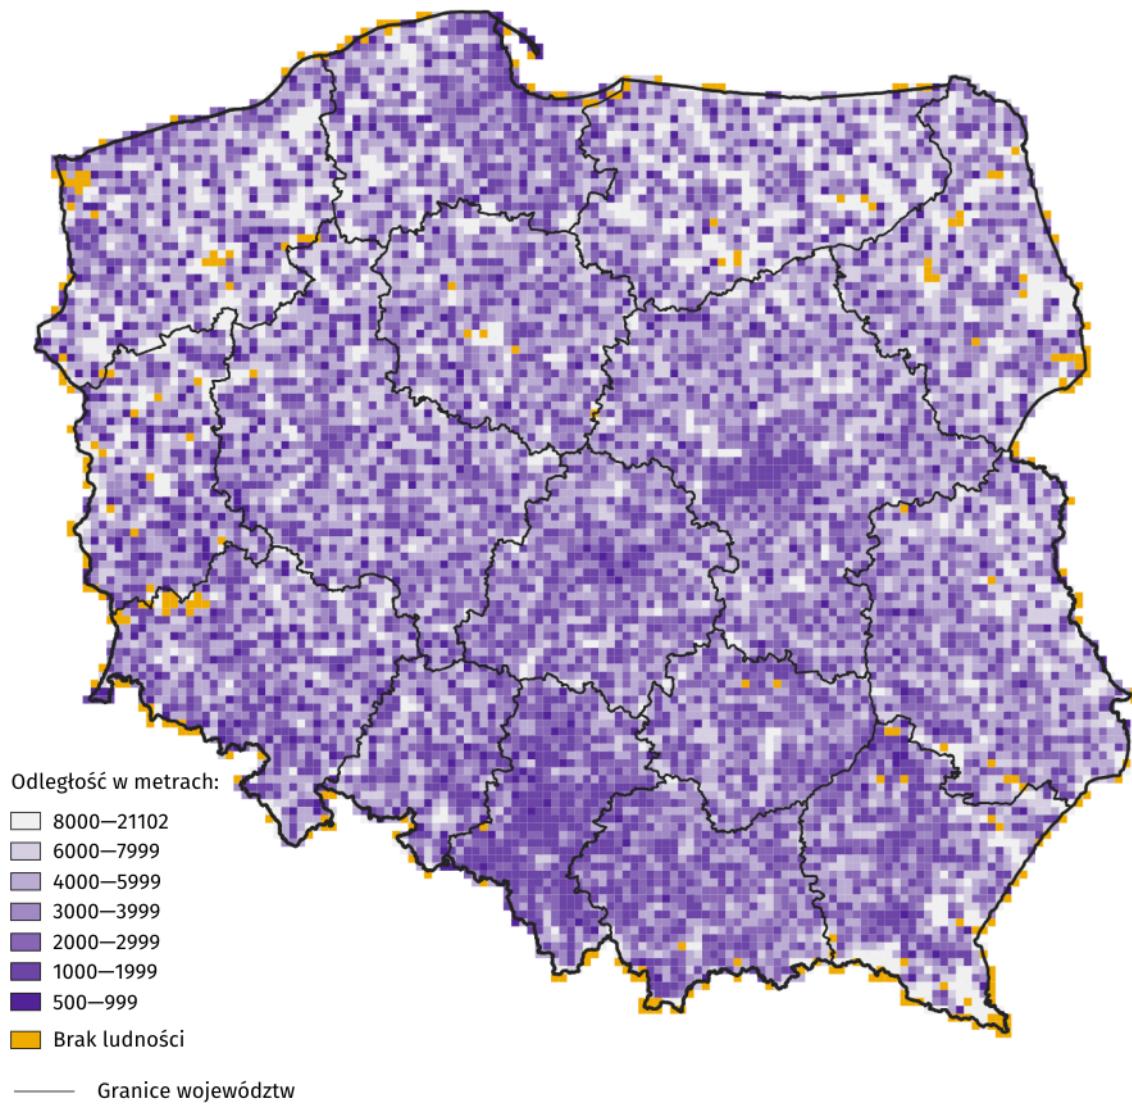 Odległość w metrach:
8000—21102
6000—7999
4000—5999
3000—3999
2000—2999
1000—1999
500—999
Brak ludności
Granice województw